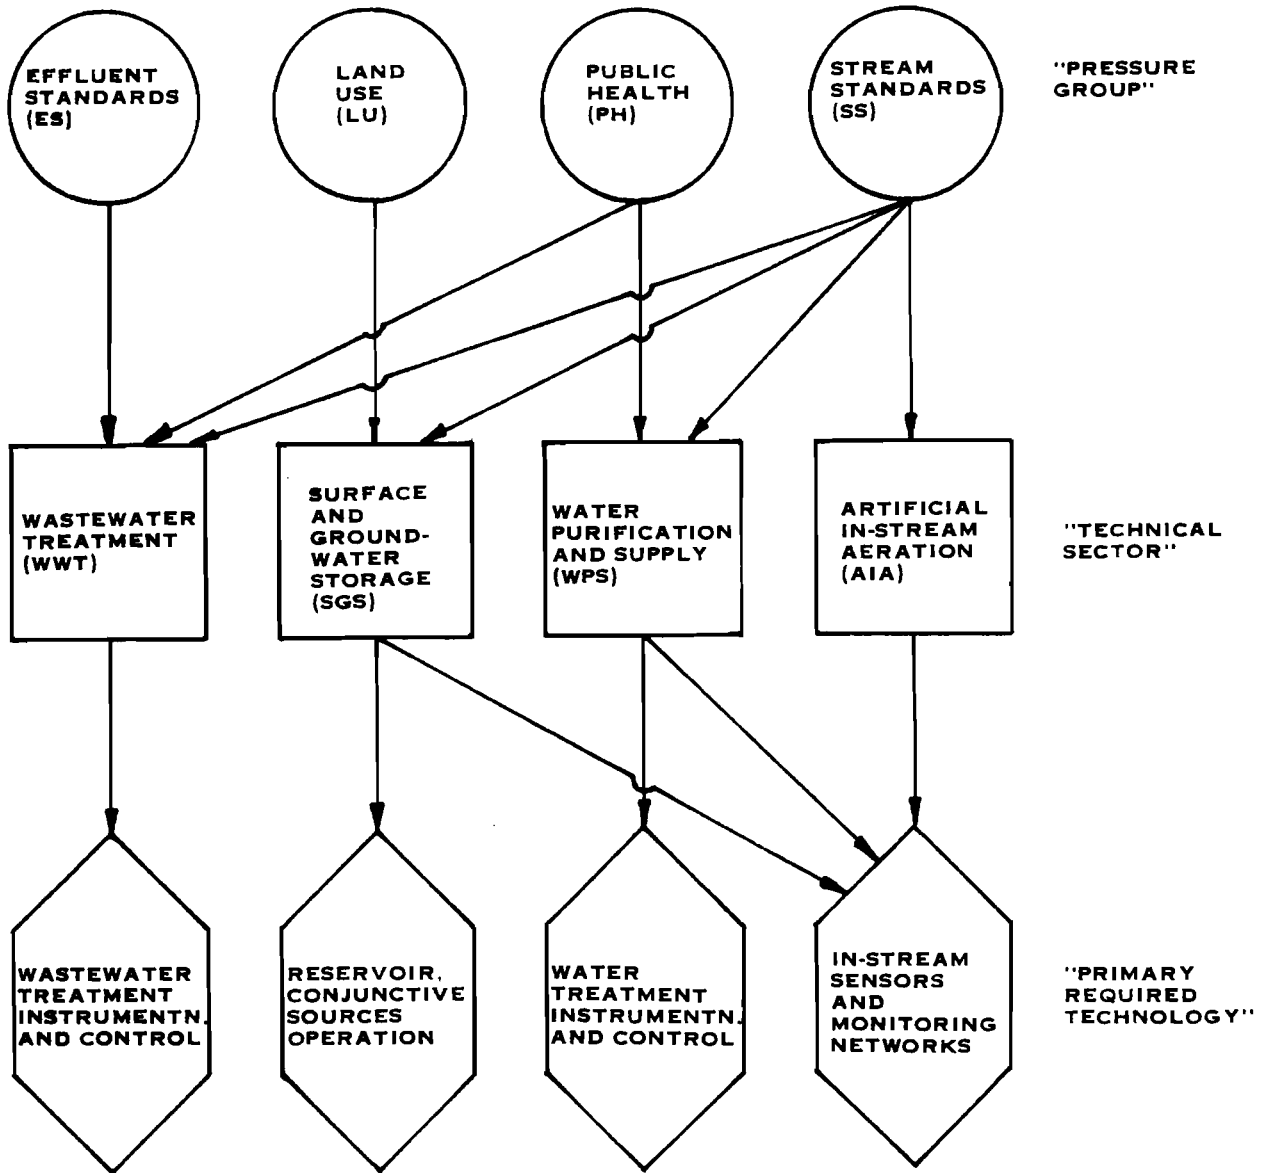 EFFLUENT
STANDARDS
(ES)
LAND
USE
(LU)
PUBLIC
HEALTH
(PH)
STREAM
STANDARDS
(SS)
"PRESSURE
GROUP"
WASTEWATER
TREATMENT
(WWT)
SURFACE
AND
GROUND-
WATER
STORAGE
(SGS)
WATER
PURIFICATION
AND SUPPLY
(WPS)
ARTIFICIAL
IN-STREAM
AERATION
(AIA)
"TECHNICAL
SECTOR"
WASTEWATER
TREATMENT
INSTRUMENTN.
AND CONTROL
RESERVOIR,
CONJUNCTIVE
SOURCES
OPERATION
WATER
TREATMENT
INSTRUMENTN.
AND CONTROL
IN-STREAM
SENSORS
AND
MONITORING
NETWORKS
"PRIMARY
REQUIRED
TECHNOLOGY"